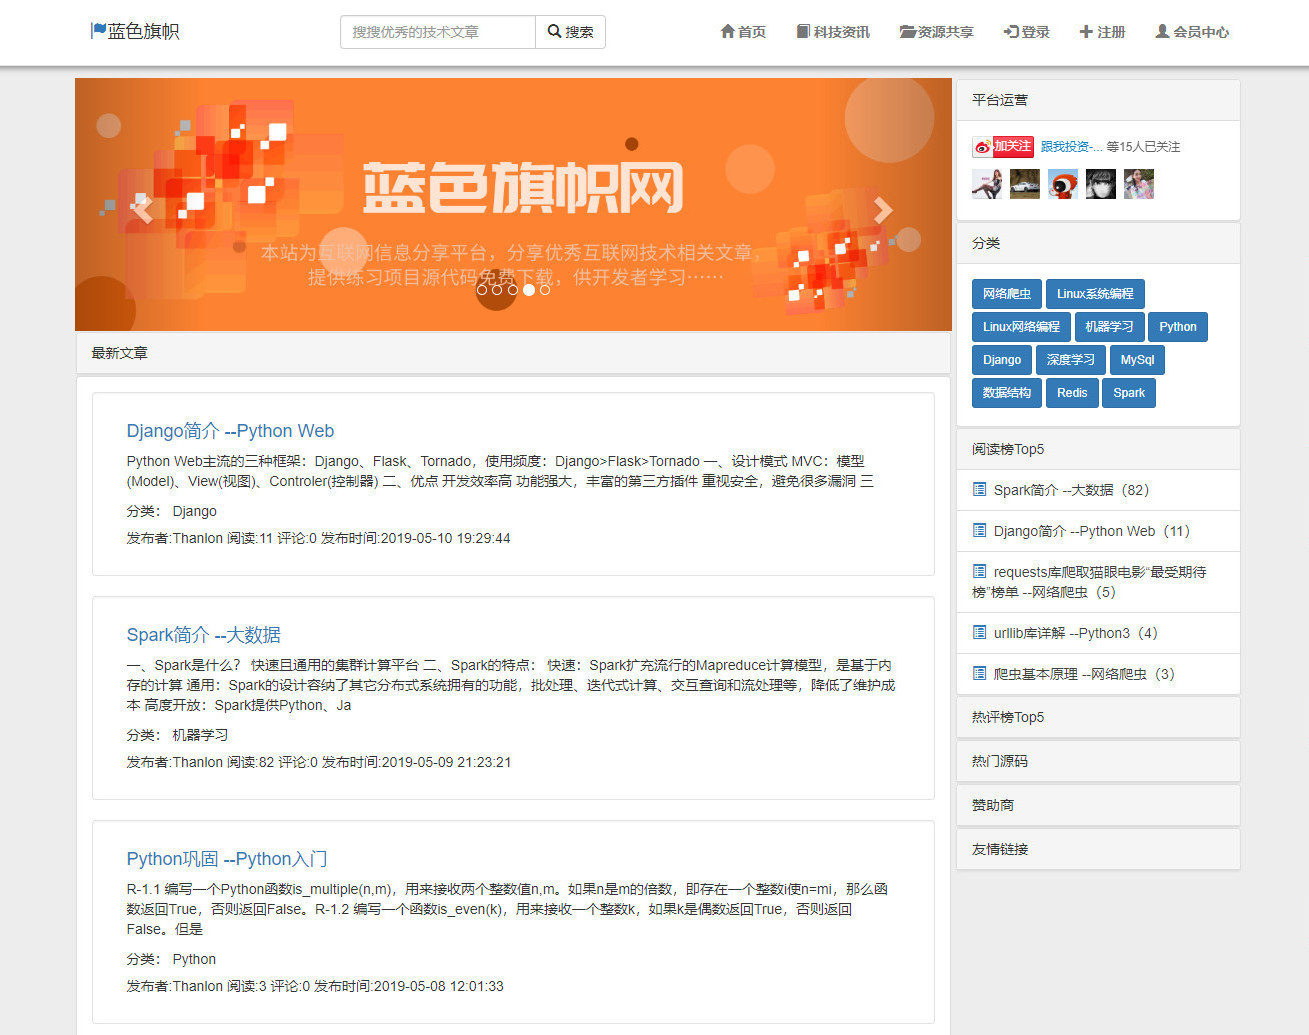 蓝色旗帜
搜搜优秀的技术文章
搜索
首页
科技资讯
资源共享
登录
注册
会员中心
蓝色旗帜网
本站为互联网信息分享平台，分享优秀互联网技术相关文章，
提供练习项目源代码免费下载，供开发者学习……
最新文章
Django简介 --Python Web
Python Web主流的三种框架：Django、Flask、Tornado，使用频度：Django>Flask>Tornado 一、设计模式 MVC：模型
(Model)、View(视图)、Controler(控制器) 二、优点 开发效率高 功能强大，丰富的第三方插件 重视安全，避免很多漏洞 三
分类： Django
发布者:Thanlon 阅读:11 评论:0 发布时间:2019-05-10 19:29:44
Spark简介 --大数据
一、Spark是什么？ 快速且通用的集群计算平台 二、Spark的特点： 快速：Spark扩充流行的Mapreduce计算模型，是基于内
存的计算 通用：Spark的设计容纳了其它分布式系统拥有的功能，批处理、迭代式计算、交互查询和流处理等，降低了维护成
本 高度开放：Spark提供Python、Ja
分类： 机器学习
发布者:Thanlon 阅读:82 评论:0 发布时间:2019-05-09 21:23:21
Python巩固 --Python入门
R-1.1 编写一个Python函数is_multiple(n,m)，用来接收两个整数值n,m。如果n是m的倍数，即存在一个整数i使n=mi，那么函
数返回True，否则返回False。R-1.2 编写一个函数is_even(k)，用来接收一个整数k，如果k是偶数返回True，否则返回
False。但是
分类： Python
发布者:Thanlon 阅读:3 评论:0 发布时间:2019-05-08 12:01:33
平台运营
加关注 跟我投资-... 等15人已关注
分类
网络爬虫 Linux系统编程
Linux网络编程 机器学习 Python
Django 深度学习 MySql
数据结构 Redis Spark
阅读榜Top5
Spark简介 --大数据（82）
Django简介 --Python Web（11）
requests库爬取猫眼电影“最受期待
榜”榜单 --网络爬虫（5）
urllib库详解 --Python3（4）
爬虫基本原理 --网络爬虫（3）
热评榜Top5
热门源码
赞助商
友情链接